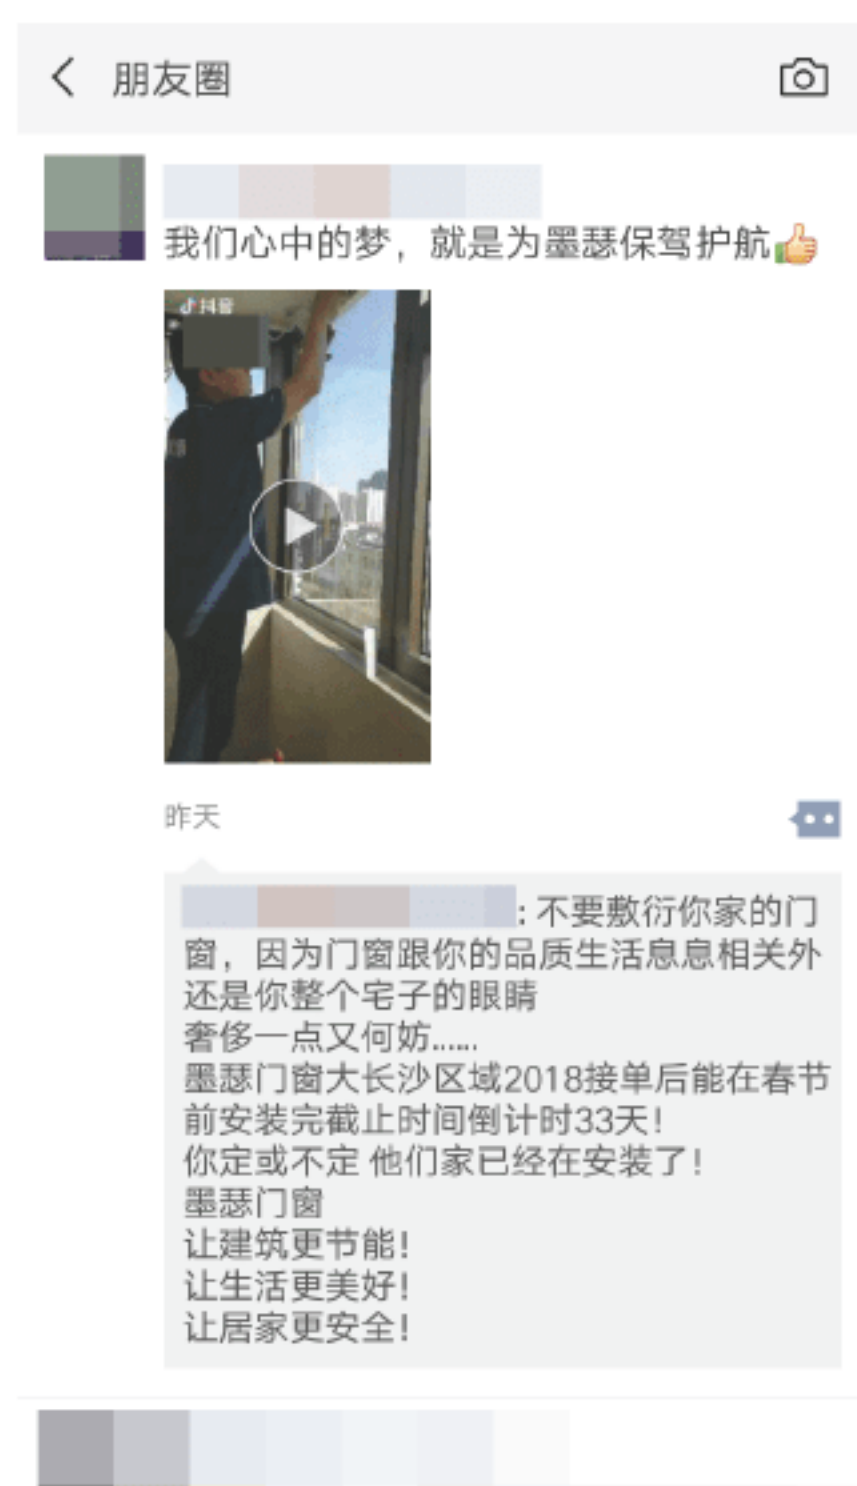 朋友圈
我们心中的梦，就是为墨瑟保驾护航
抖音
昨天
: 不要敷衍你家的门
窗，因为门窗跟你的品质生活息息相关外
还是你整个宅子的眼睛
奢侈一点又何妨......
墨瑟门窗大长沙区域2018接单后能在春节
前安装完截止时间倒计时33天！
你定或不定 他们家已经在安装了！
墨瑟门窗
让建筑更节能！
让生活更美好！
让居家更安全！